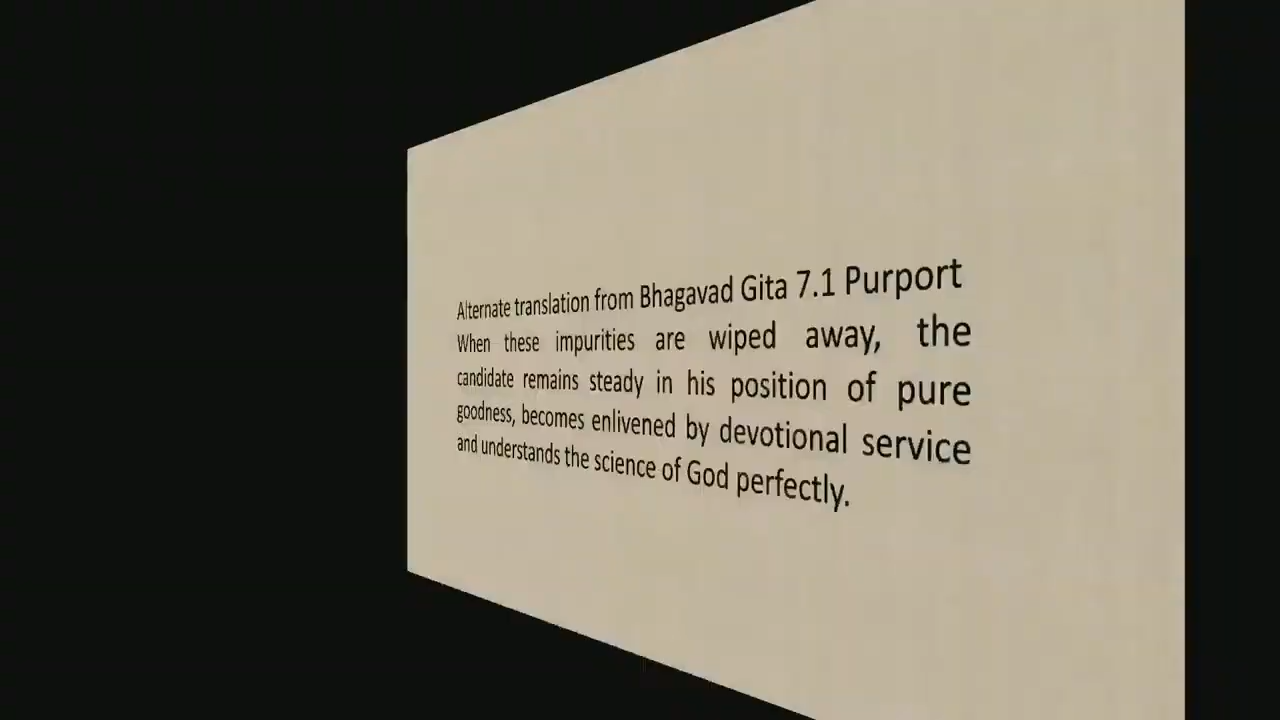 Alternate translation from Bhagavad Gita 7.1 Purport
When these impurities are wiped away, the
candidate remains steady in his position of pure
goodness, becomes enlivened by devotional service
and understands the science of God perfectly.